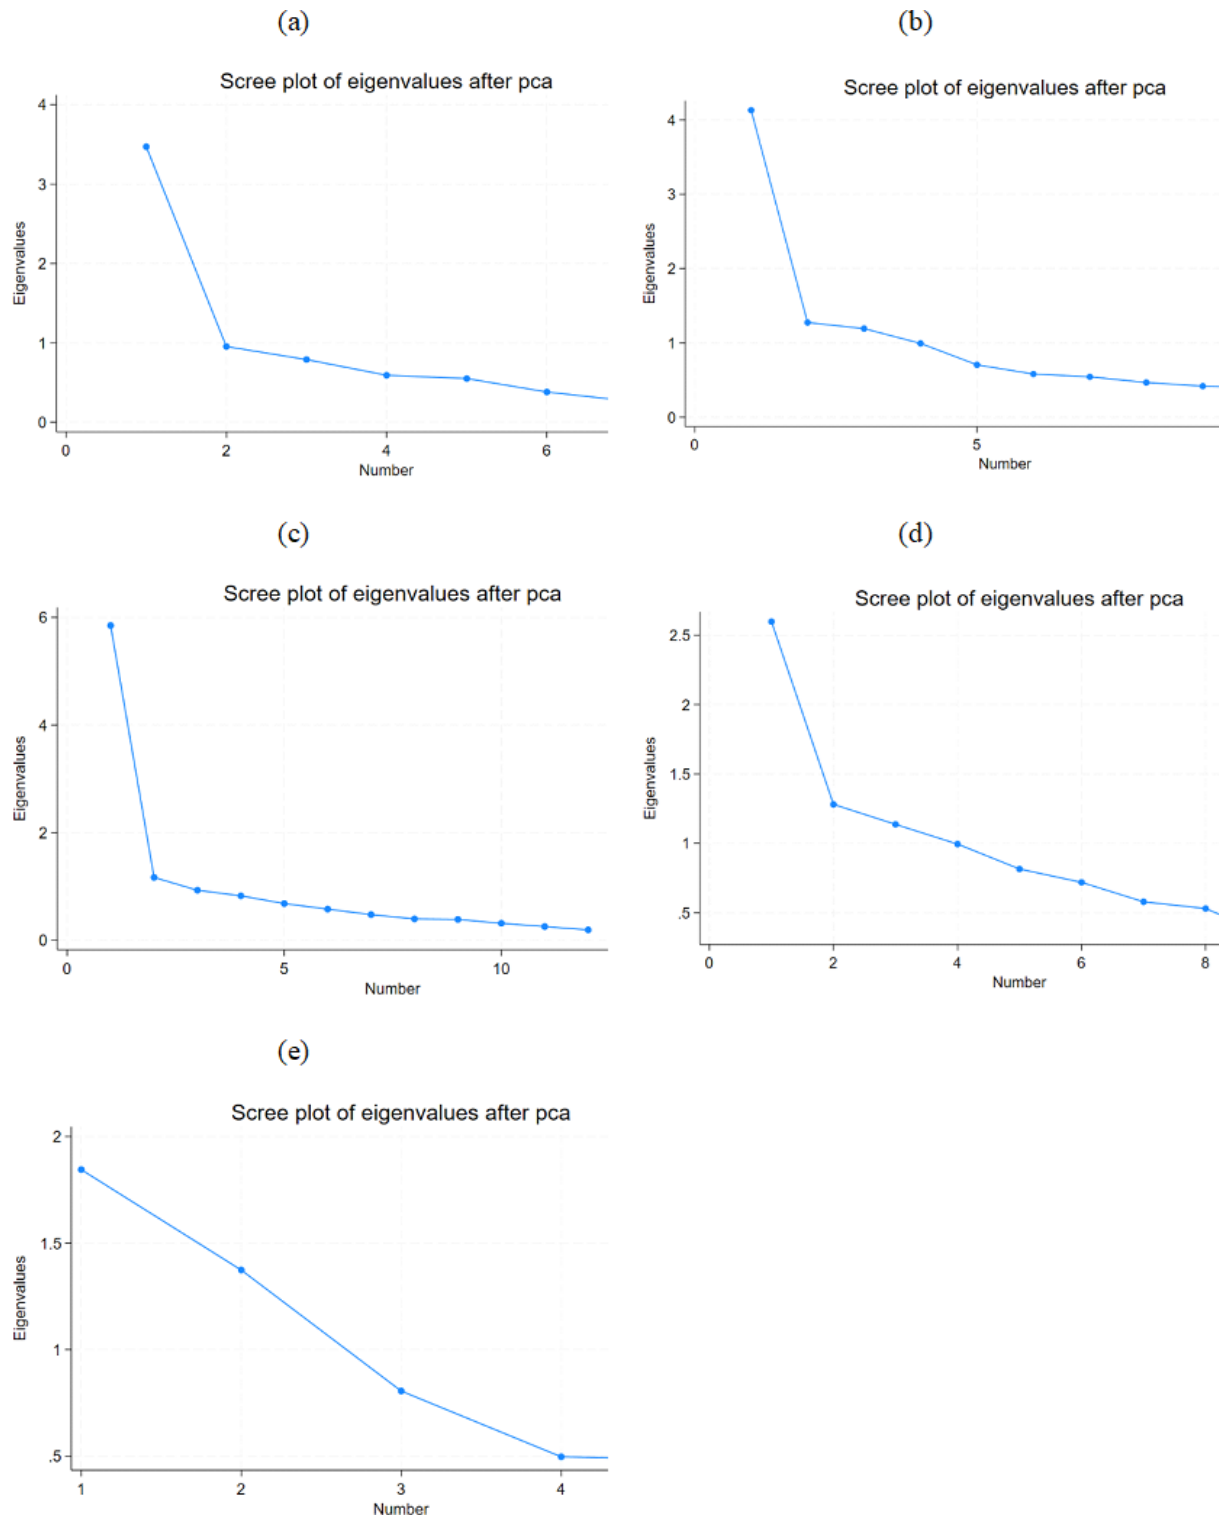 (a)
Scree plot of eigenvalues after pca
4
3
2
1
0
Eigenvalues
0 2 4 6
Number
(b)
Scree plot of eigenvalues after pca
4
3
2
1
0
Eigenvalues
0 5
Number
(c)
Scree plot of eigenvalues after pca
6
4
2
0
Eigenvalues
0 5 10
Number
(d)
Scree plot of eigenvalues after pca
2.5
2
1.5
1
.5
Eigenvalues
0 2 4 6 8
Number
(e)
Scree plot of eigenvalues after pca
2
1.5
1
.5
Eigenvalues
1 2 3 4
Number